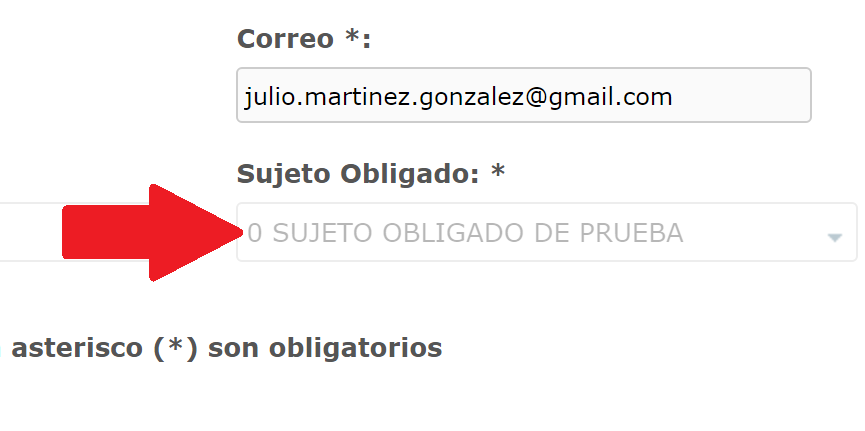 Correo *:
julio.martinez.gonzalez@gmail.com
Sujeto Obligado: *
0 SUJETO OBLIGADO DE PRUEBA
asterisco (*) son obligatorios